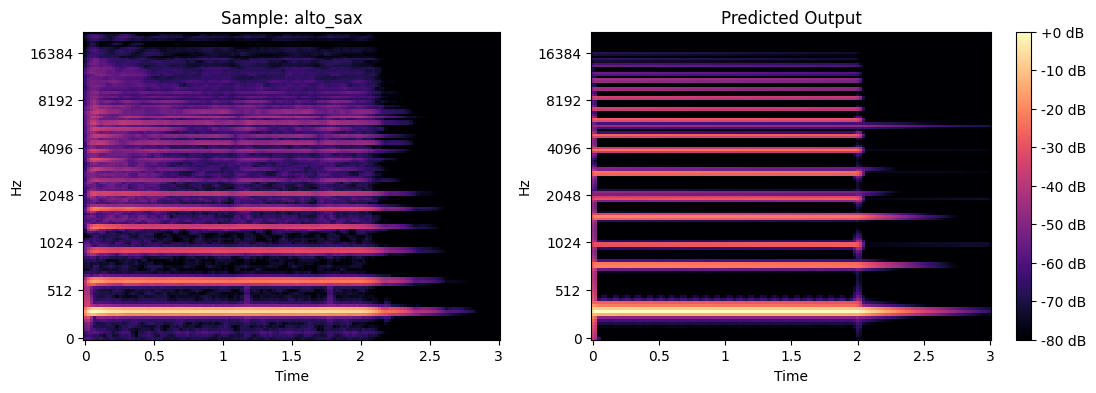 Sample: alto_sax
Predicted Output
Hz
16384
8192
4096
2048
1024
512
0
0
0.5
1
1.5
2
2.5
3
Time
Hz
16384
8192
4096
2048
1024
512
0
0
0.5
1
1.5
2
2.5
3
Time
+0 dB
-10 dB
-20 dB
-30 dB
-40 dB
-50 dB
-60 dB
-70 dB
-80 dB